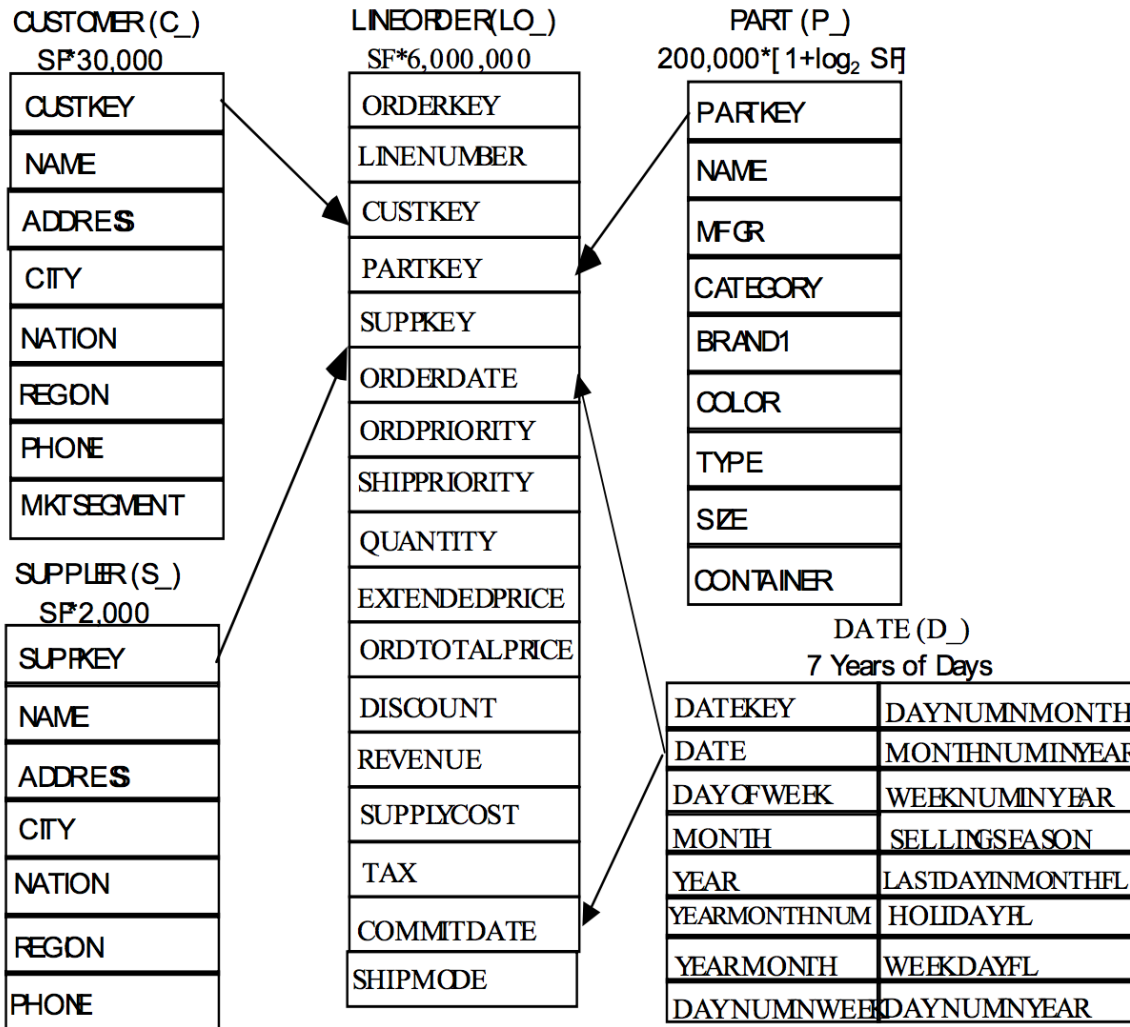 CUSTOMER (C_)
SF*30,000
CUSTKEY
NAME
ADDRESS
CITY
NATION
REGION
PHONE
MKTSEGMENT
SUPPLIER (S_)
SF*2,000
SUPPKEY
NAME
ADDRESS
CITY
NATION
REGION
PHONE
LINEORDER(LO_)
SF*6,000,000
ORDERKEY
LINENUMBER
CUSTKEY
PARTKEY
SUPPKEY
ORDERDATE
ORDPRIORITY
SHIPPRIORITY
QUANTITY
EXTENDEDPRICE
ORDTOTALPRICE
DISCOUNT
REVENUE
SUPPLYCOST
TAX
COMMITDATE
SHIPMODE
PART (P_)
200,000*[1+log₂ SF]
PARTKEY
NAME
MFGR
CATEGORY
BRAND1
COLOR
TYPE
SIZE
CONTAINER
DATE (D_)
7 Years of Days
DATEKEY DAYNUMINMONTH
DATE MONTHNUMINYEAR
DAYOFWEEK WEEKNUMINYEAR
MONTH SELLINGSEASON
YEAR LASTDAYINMONTHFL
YEARMONTHNUM HOLIDAYFL
YEARMONTH WEEKDAYFL
DAYNUMINWEEK DAYNUMINYEAR